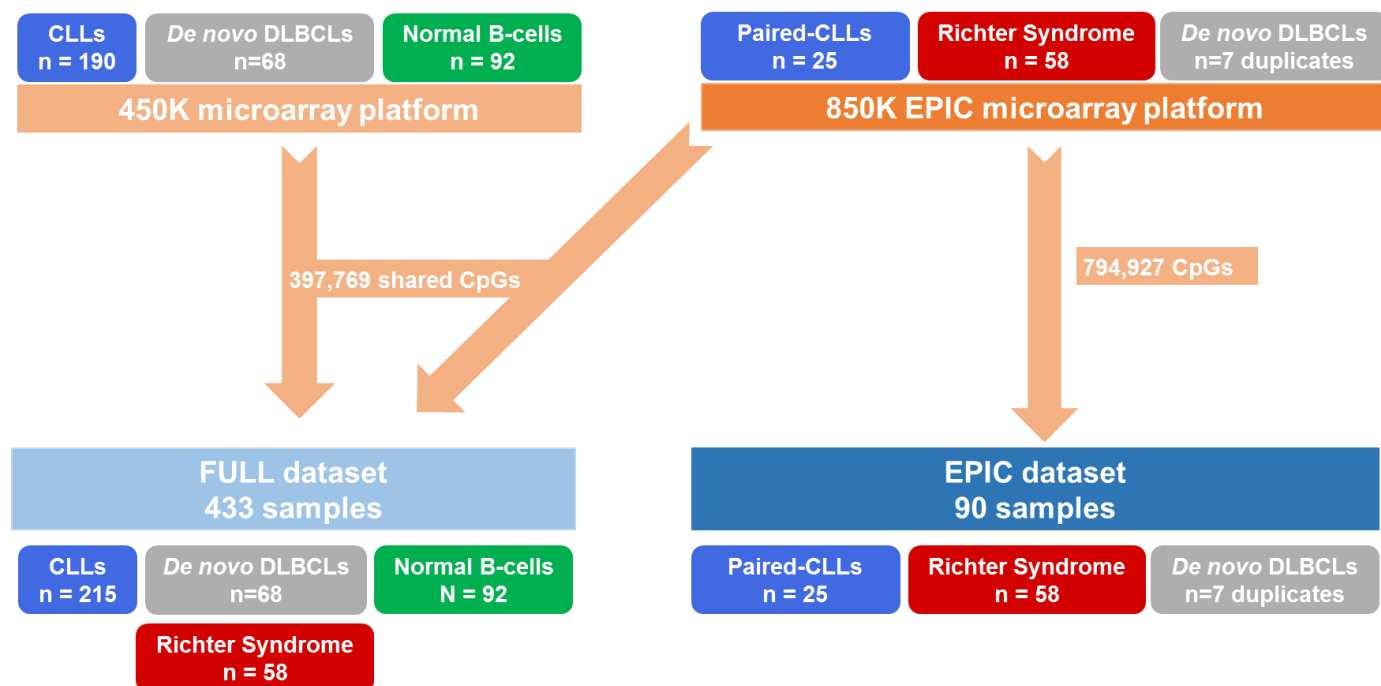 CLLs
n = 190
De novo DLBCLs
n=68
Normal B-cells
n = 92
450K microarray platform
Paired-CLLs
n = 25
Richter Syndrome
n = 58
De novo DLBCLs
n=7 duplicates
850K EPIC microarray platform
397,769 shared CpGs
794,927 CpGs
FULL dataset
433 samples
CLLs
n = 215
De novo DLBCLs
n=68
Normal B-cells
N = 92
Richter Syndrome
n = 58
EPIC dataset
90 samples
Paired-CLLs
n = 25
Richter Syndrome
n = 58
De novo DLBCLs
n=7 duplicates